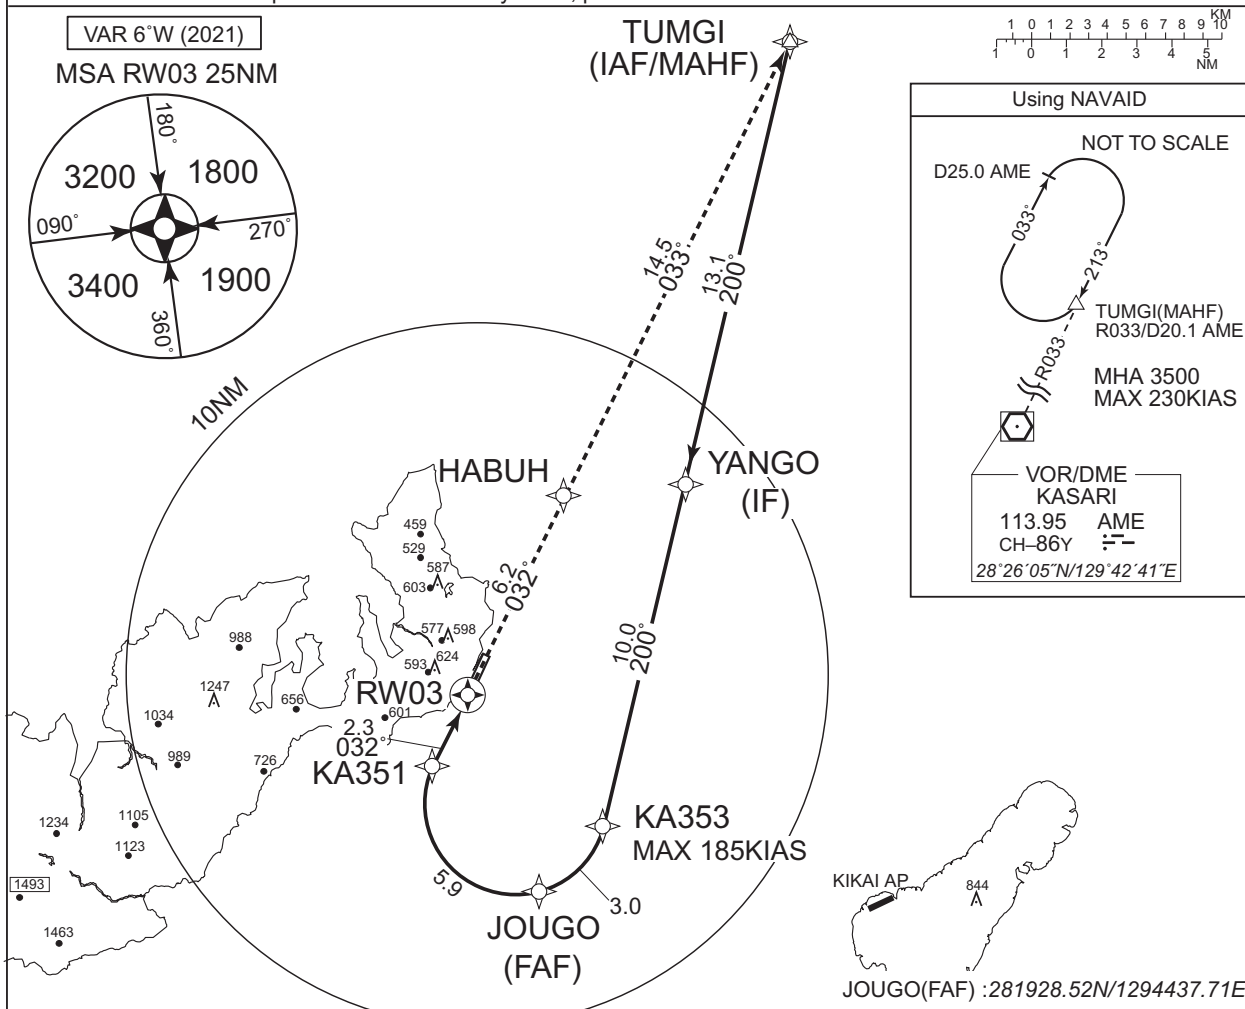 VAR 6°W (2021)
MSA RW03 25NM
180°
3200
1800
090°
270°
3400
1900
360°
TUMGI
(IAF/MAHF)
KM
1 0 1 2 3 4 5 6 7 8 9 10
1 0 1 2 3 4 5
NM
Using NAVAID
NOT TO SCALE
D25.0 AME
033°
213°
TUMGI(MAHF)
R033/D20.1 AME
R033
MHA 3500
MAX 230KIAS
VOR/DME
KASARI
113.95 AME
CH–86Y
28°26′05″N/129°42′41″E
14.5
033°
13.1
200°
10NM
HABUH
YANGO
(IF)
459
529
587
603
6.2
032°
577
598
593
624
10.0
200°
988
1247
656
601
1034
989
726
RW03
2.3
032°
KA351
KA353
MAX 185KIAS
1234
1105
1123
1493
1463
5.9
3.0
JOUGO
(FAF)
KIKAI AP
844
JOUGO(FAF) :281928.52N/1294437.71E